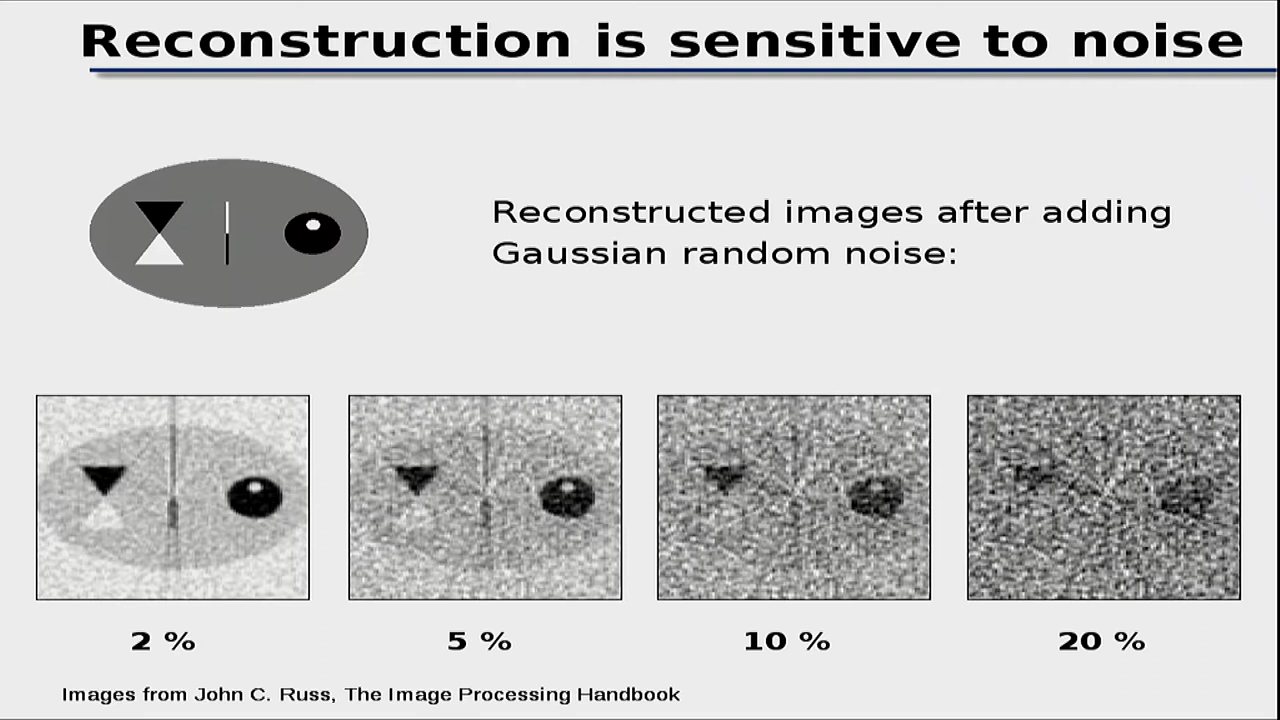 Reconstruction is sensitive to noise
Reconstructed images after adding
Gaussian random noise:
2 %
5 %
10 %
20 %
Images from John C. Russ, The Image Processing Handbook